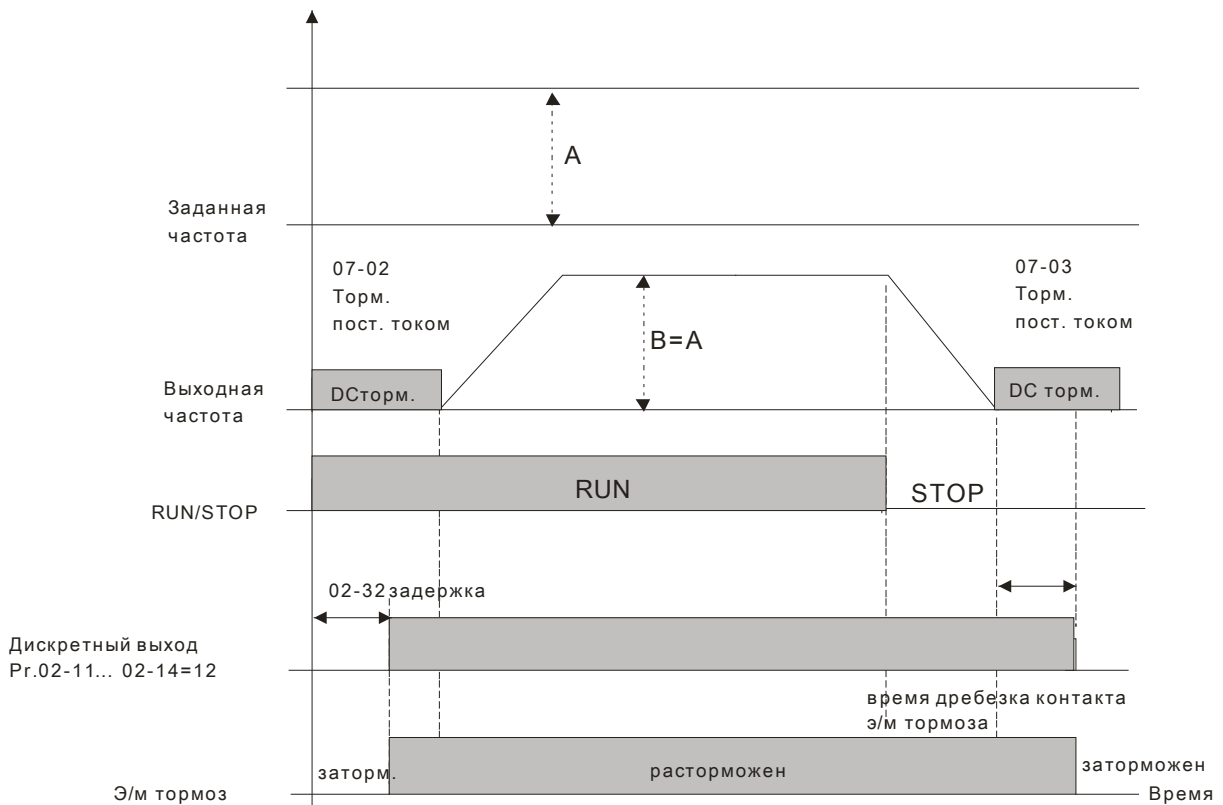 A
Заданная
частота
07-02
Торм.
пост. током
07-03
Торм.
пост. током
B=A
Выходная
частота
DCторм.
DC торм.
RUN
STOP
RUN/STOP
02-32 задержка
Дискретный выход
Pr.02-11... 02-14=12
время дребезка контакта
э/м тормоза
заторм.
расторможен
заторможен
Э/м тормоз
Время